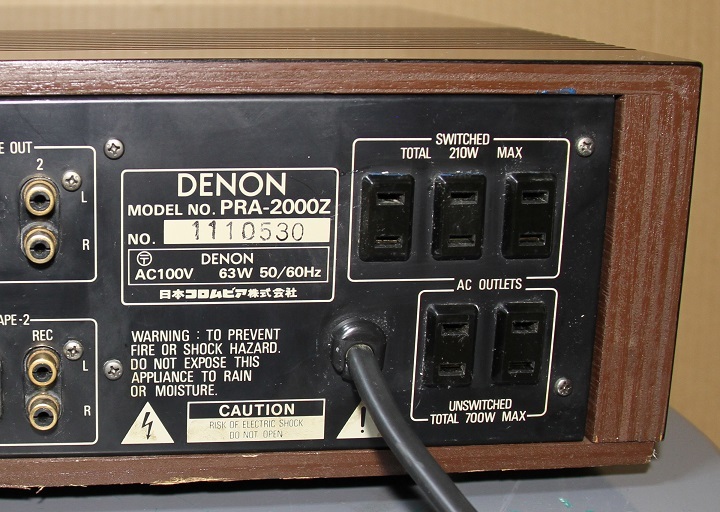 E OUT
2
L
R
APE-2
REC
L
R
DENON
MODEL NO. PRA-2000Z
NO. 1110530
DENON
AC100V 63W 50/60Hz
日本コロムビア株式会社
WARNING : TO PREVENT
FIRE OR SHOCK HAZARD.
DO NOT EXPOSE THIS
APPLIANCE TO RAIN
OR MOISTURE.
CAUTION
RISK OF ELECTRIC SHOCK
DO NOT OPEN
!
SWITCHED
TOTAL 210W MAX
AC OUTLETS
UNSWITCHED
TOTAL 700W MAX